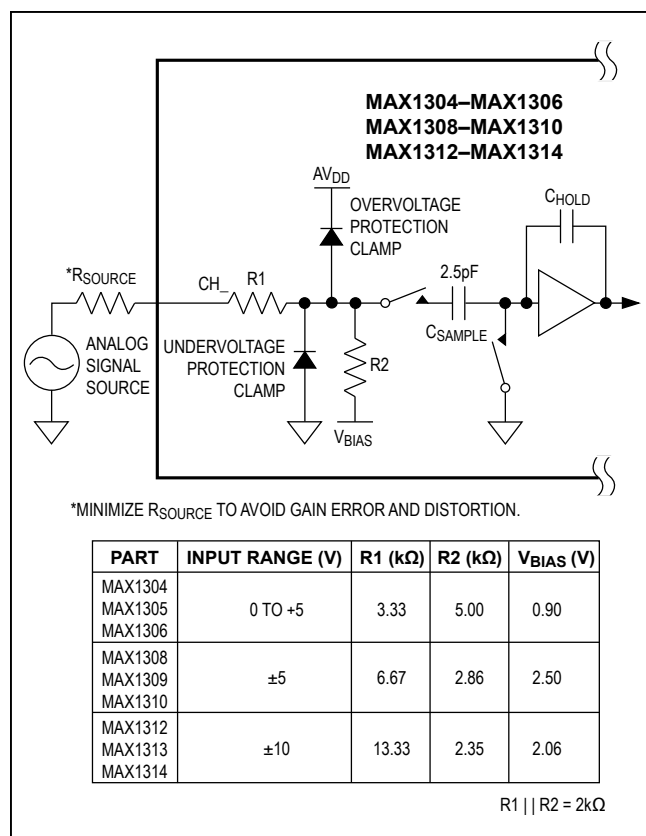 MAX1304–MAX1306
MAX1308–MAX1310
MAX1312–MAX1314
AVDD
OVERVOLTAGE
PROTECTION
CLAMP
CHOLD
*RSOURCE
CH_
R1
2.5pF
CSAMPLE
ANALOG
SIGNAL
SOURCE
UNDERVOLTAGE
PROTECTION
CLAMP
R2
VBIAS
*MINIMIZE RSOURCE TO AVOID GAIN ERROR AND DISTORTION.
PART INPUT RANGE (V) R1 (kΩ) R2 (kΩ) VBIAS (V)
MAX1304
MAX1305 0 TO +5 3.33 5.00 0.90
MAX1306
MAX1308
MAX1309 ±5 6.67 2.86 2.50
MAX1310
MAX1312
MAX1313 ±10 13.33 2.35 2.06
MAX1314
R1 || R2 = 2kΩ